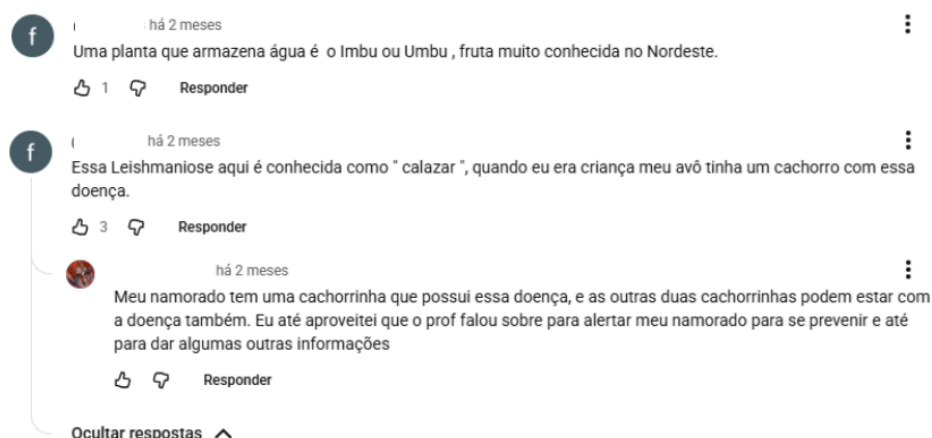 f
há 2 meses
Uma planta que armazena água é o Imbu ou Umbu , fruta muito conhecida no Nordeste.
1 Responder
f
há 2 meses
Essa Leishmaniose aqui é conhecida como " calazar ", quando eu era criança meu avô tinha um cachorro com essa
doença.
3 Responder
há 2 meses
Meu namorado tem uma cachorrinha que possui essa doença, e as outras duas cachorrinhas podem estar com
a doença também. Eu até aproveitei que o prof falou sobre para alertar meu namorado para se prevenir e até
para dar algumas outras informações
Responder
Ocultar respostas